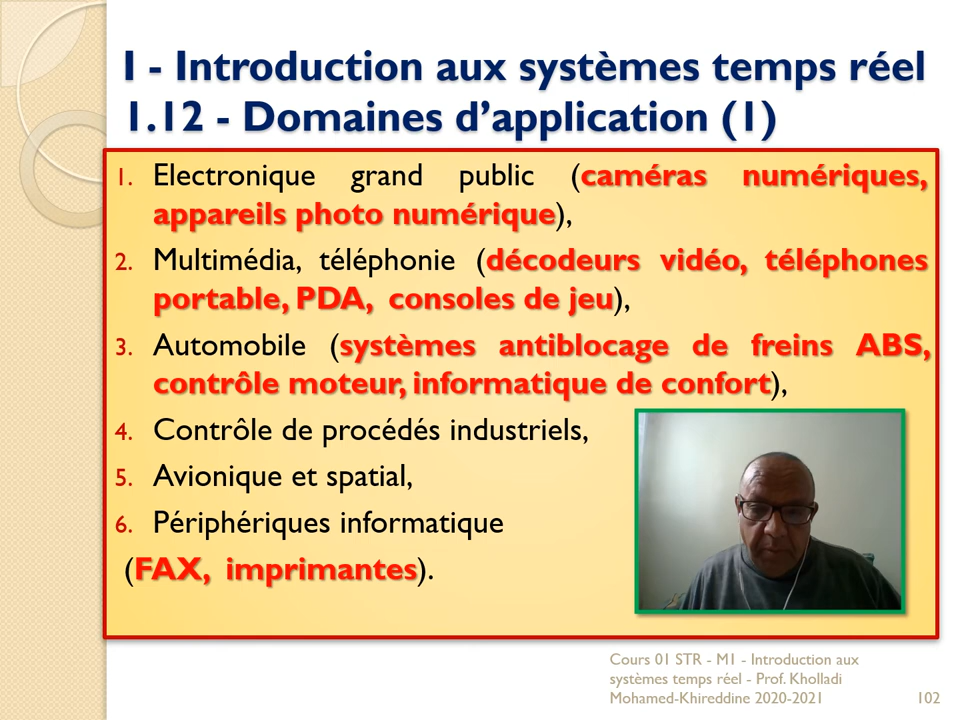 I - Introduction aux systèmes temps réel
1.12 - Domaines d’application (1)
1. Electronique grand public (caméras numériques,
appareils photo numérique),
2. Multimédia, téléphonie (décodeurs vidéo, téléphones
portable, PDA, consoles de jeu),
3. Automobile (systèmes antiblocage de freins ABS,
contrôle moteur, informatique de confort),
4. Contrôle de procédés industriels,
5. Avionique et spatial,
6. Périphériques informatique
(FAX, imprimantes).
Cours 01 STR - M1 - Introduction aux
systèmes temps réel - Prof. Kholladi
Mohamed-Khireddine 2020-2021
102